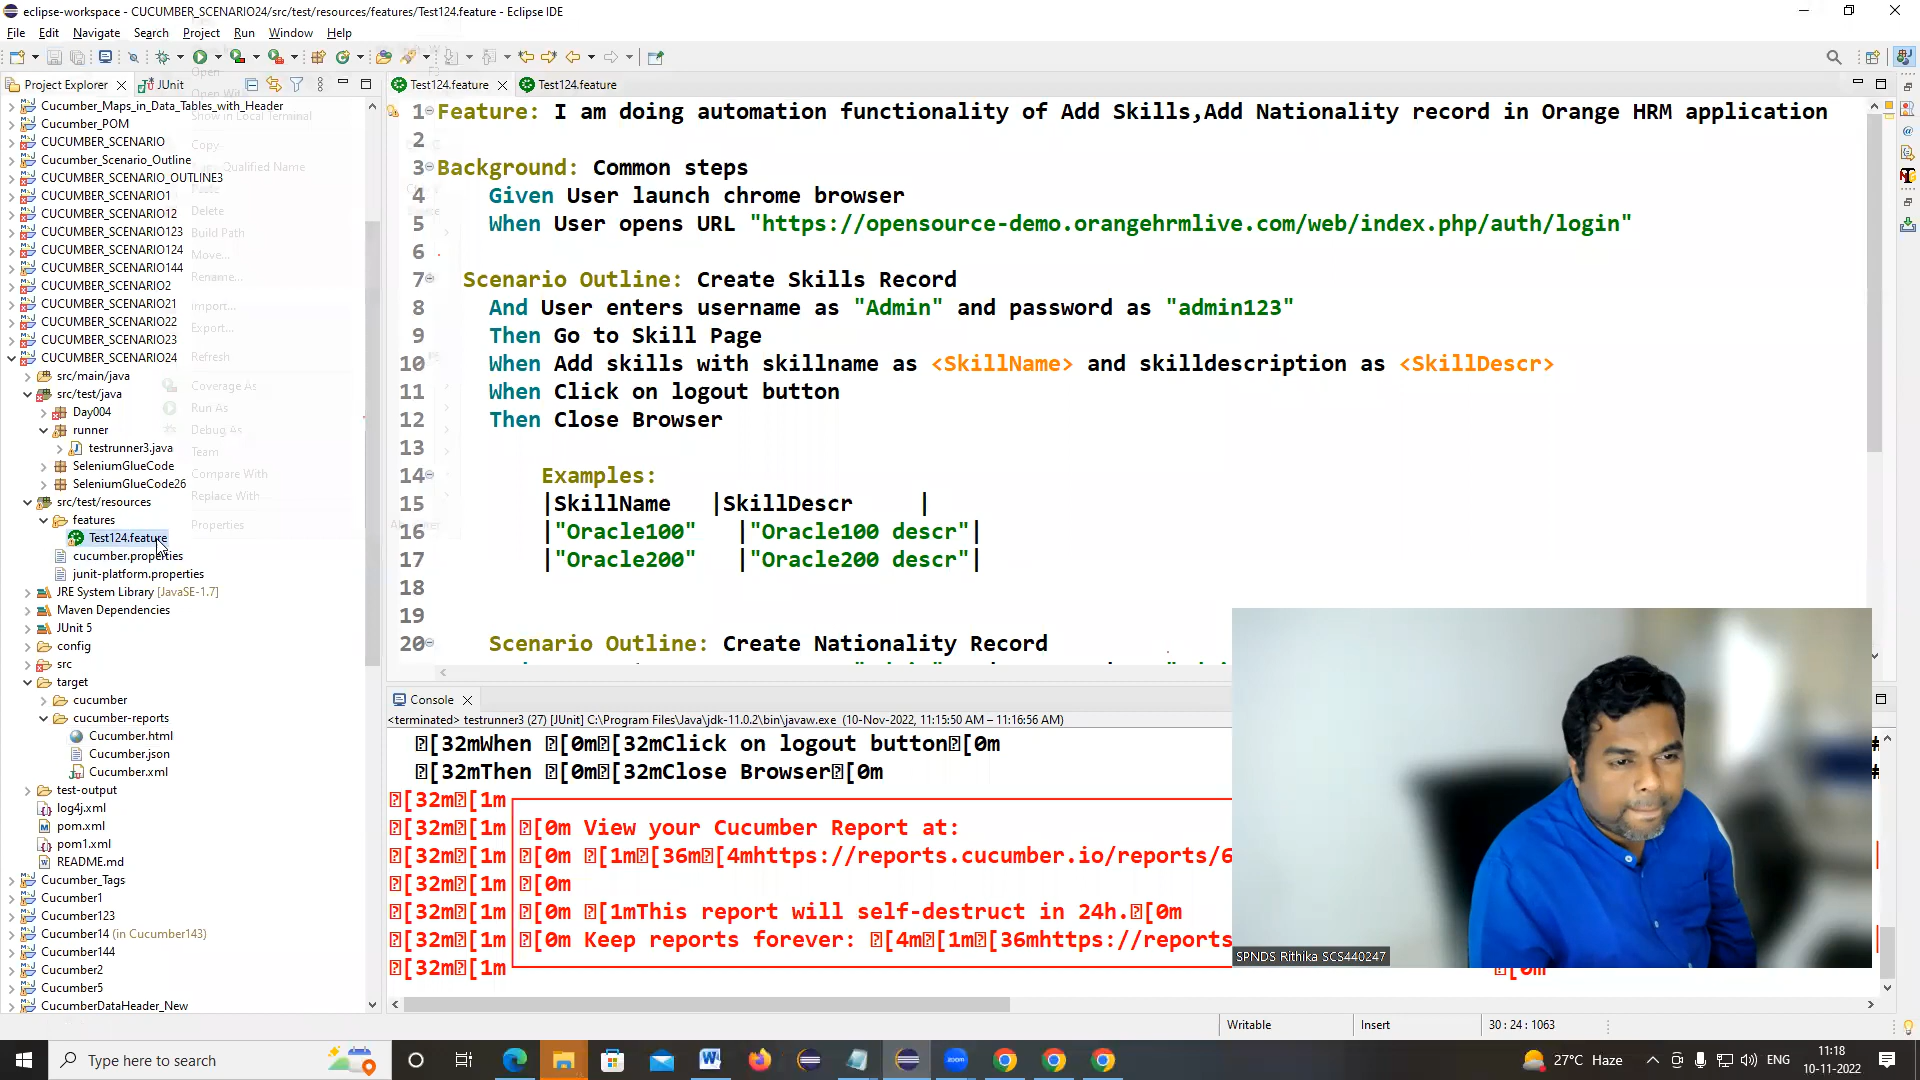 eclipse-workspace - CUCUMBER_SCENARIO24/src/test/resources/features/Test124.feature - Eclipse IDE
File Edit Navigate Search Project Run Window Help
Project Explorer JUnit
Cucumber_Maps_in_Data_Tables_with_Header
Cucumber_POM
CUCUMBER_SCENARIO
Cucumber_Scenario_Outline
CUCUMBER_SCENARIO_OUTLINE3
CUCUMBER_SCENARIO1
CUCUMBER_SCENARIO12
CUCUMBER_SCENARIO123
CUCUMBER_SCENARIO124
CUCUMBER_SCENARIO144
CUCUMBER_SCENARIO2
CUCUMBER_SCENARIO21
CUCUMBER_SCENARIO22
CUCUMBER_SCENARIO23
CUCUMBER_SCENARIO24
src/main/java
src/test/java
Day004
runner
testrunner3.java
SeleniumGlueCode
SeleniumGlueCode26
src/test/resources
features
Test124.feature
cucumber.properties
junit-platform.properties
JRE System Library [JavaSE-1.7]
Maven Dependencies
JUnit 5
config
src
target
cucumber
cucumber-reports
Cucumber.html
Cucumber.json
Cucumber.xml
test-output
log4j.xml
pom.xml
pom1.xml
README.md
Cucumber_Tags
Cucumber1
Cucumber123
Cucumber14 (in Cucumber143)
Cucumber144
Cucumber2
Cucumber5
CucumberDataHeader_New
Open
Show in Local Terminal
Copy
Qualified Name
Paste
Delete
Build Path
Move...
Rename...
Import...
Export...
Refresh
Coverage As
Run As
Debug As
Team
Compare With
Replace With
Properties
Test124.feature Test124.feature
1 Feature: I am doing automation functionality of Add Skills,Add Nationality record in Orange HRM application
2
3 Background: Common steps
4 Given User launch chrome browser
5 When User opens URL "https://opensource-demo.orangehrmlive.com/web/index.php/auth/login"
6
7 Scenario Outline: Create Skills Record
8 And User enters username as "Admin" and password as "admin123"
9 Then Go to Skill Page
10 When Add skills with skillname as <SkillName> and skilldescription as <SkillDescr>
11 When Click on logout button
12 Then Close Browser
13
14 Examples:
15 |SkillName |SkillDescr |
16 |"Oracle100" |"Oracle100 descr"|
17 |"Oracle200" |"Oracle200 descr"|
18
19
20 Scenario Outline: Create Nationality Record
Console
<terminated> testrunner3 (27) [JUnit] C:\Program Files\Java\jdk-11.0.2\bin\javaw.exe (10-Nov-2022, 11:15:50 AM – 11:16:56 AM)
[32mWhen [0m[32mClick on logout button[0m
[32mThen [0m[32mClose Browser[0m
[32m[1m
[32m[1m [0m View your Cucumber Report at:
[32m[1m [0m [1m[36m[4mhttps://reports.cucumber.io/reports/6
[32m[1m [0m
[32m[1m [0m [1mThis report will self-destruct in 24h.[0m
[32m[1m [0m Keep reports forever: [4m[1m[36mhttps://reports
[32m[1m
SPNDS Rithika SCS440247
Writable Insert 30 : 24 : 1063
Type here to search
zoom
27°C Haze ENG 11:18
10-11-2022